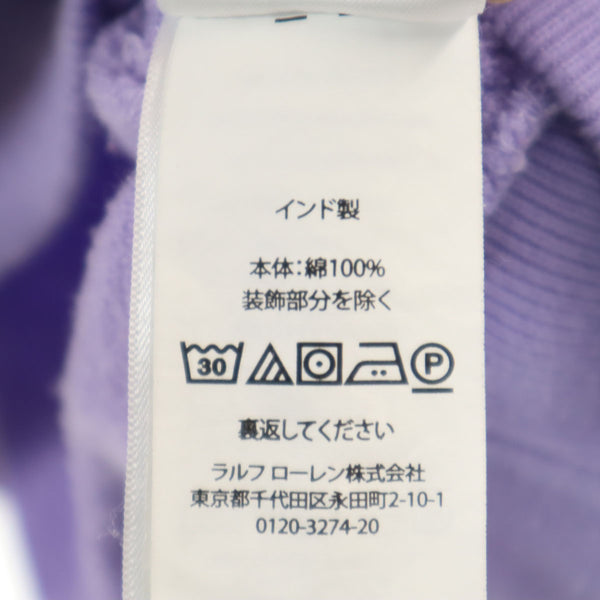 インド製
本体:綿100%
装飾部分を除く
30 P
裏返してください
ラルフ ローレン株式会社
東京都千代田区永田町2-10-1
0120-3274-20